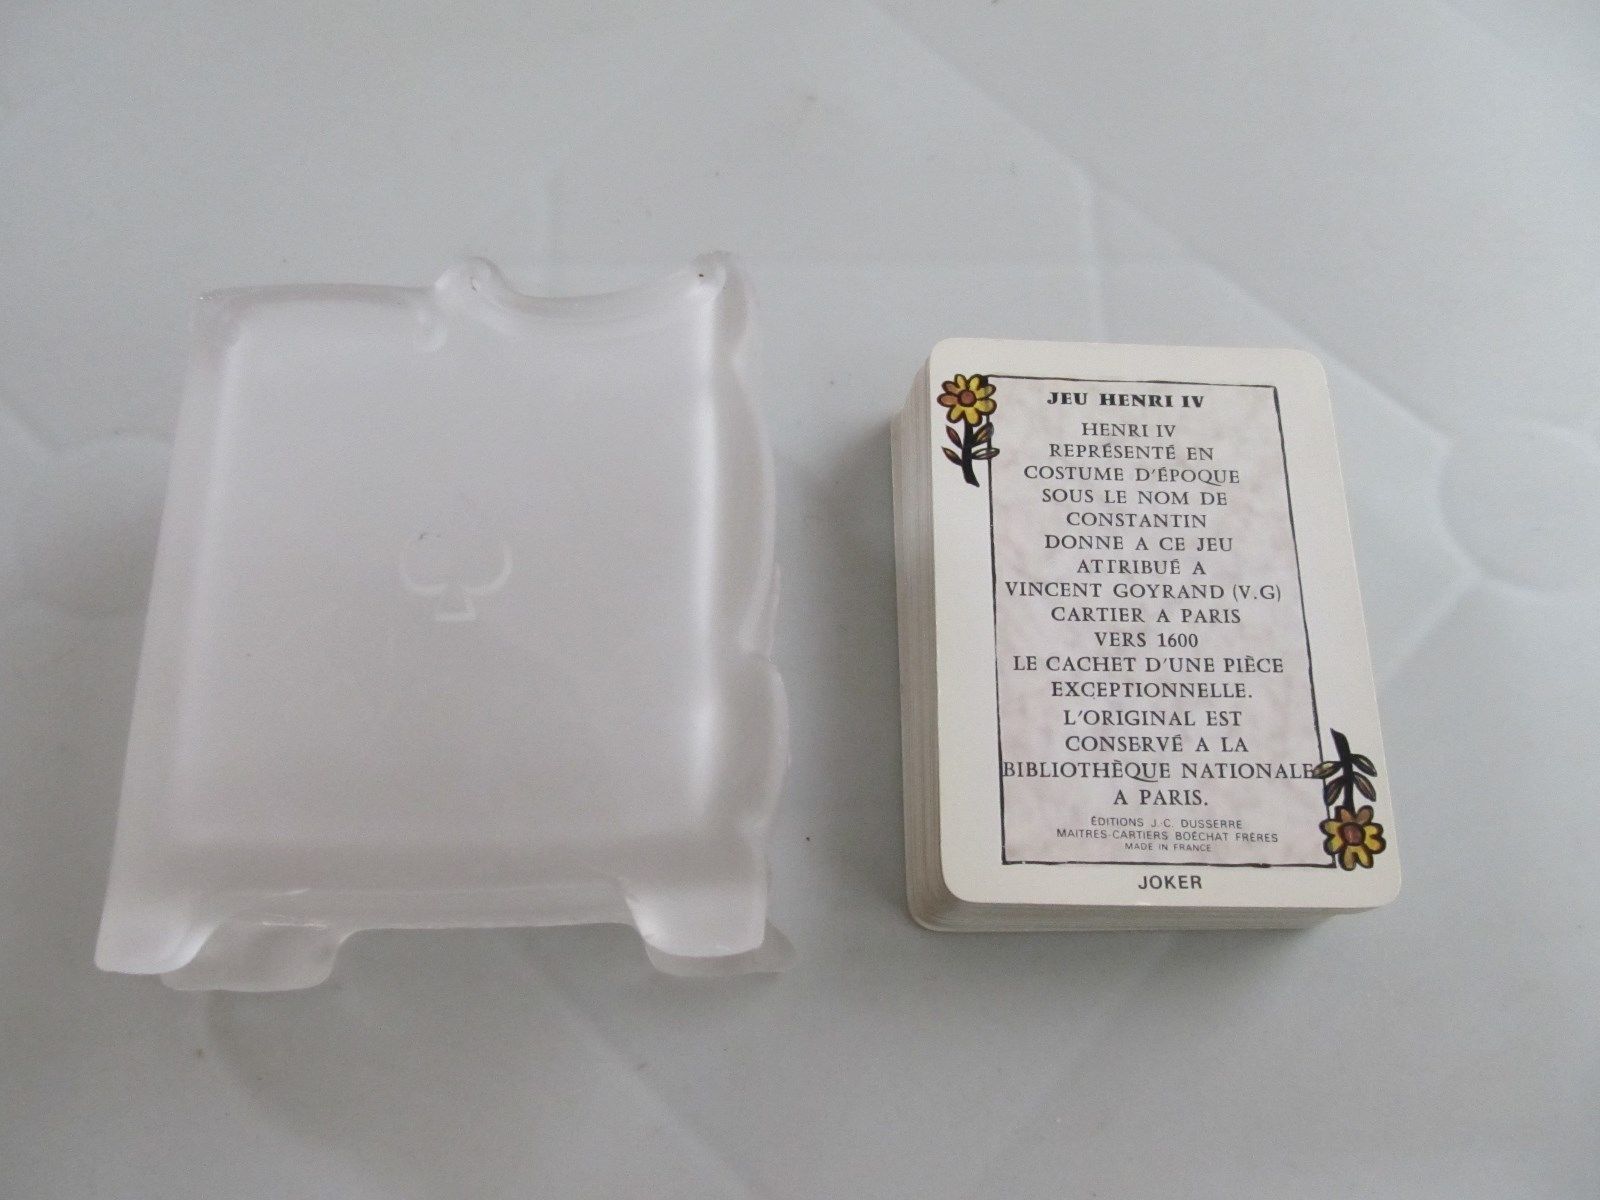 JEU HENRI IV
HENRI IV
REPRÉSENTÉ EN
COSTUME D'ÉPOQUE
SOUS LE NOM DE
CONSTANTIN
DONNE A CE JEU
ATTRIBUÉ A
VINCENT GOYRAND (V.G)
CARTIER A PARIS
VERS 1600
LE CACHET D'UNE PIÈCE
EXCEPTIONNELLE.
L'ORIGINAL EST
CONSERVÉ A LA
BIBLIOTHÈQUE NATIONALE
A PARIS.
ÉDITIONS J.-C. DUSSERRE
MAITRES-CARTIERS BOÉCHAT FRÈRES
MADE IN FRANCE
JOKER